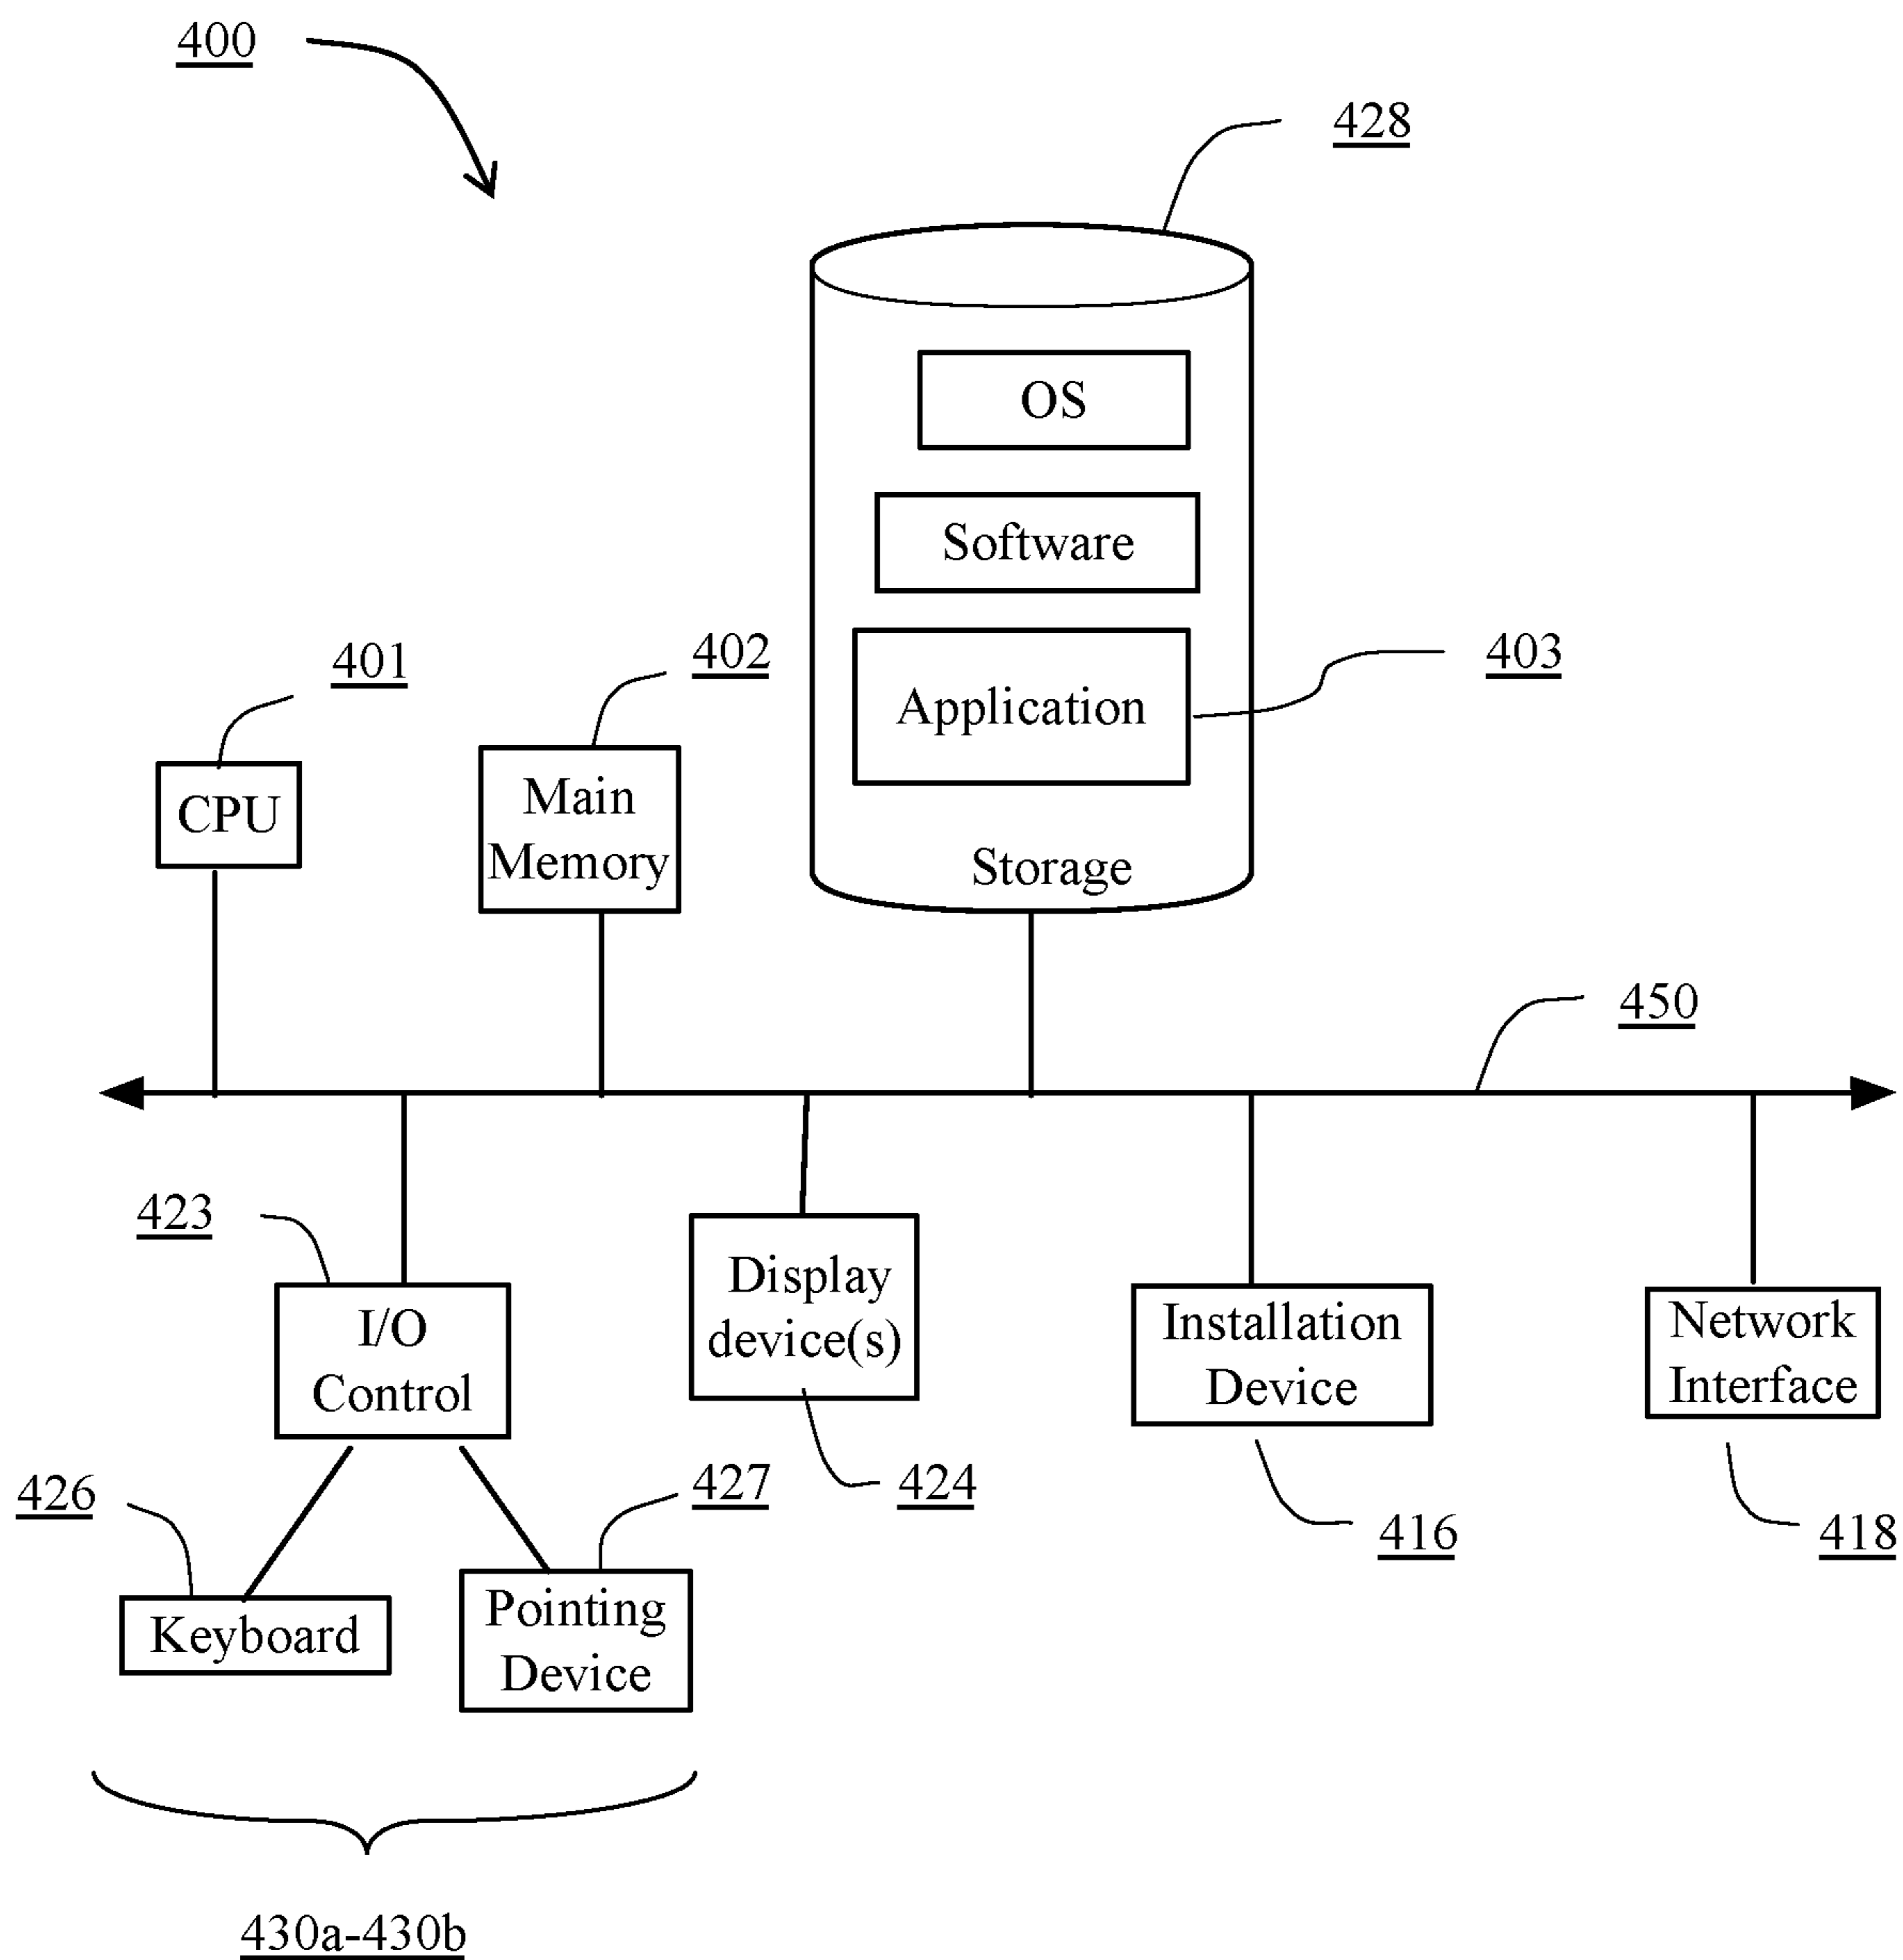 400
428
OS
Software
401
402
403
Application
CPU
Main
Memory
Storage
450
423
Display
device(s)
I/O
Control
Installation
Device
Network
Interface
426
427
424
416
418
Keyboard
Pointing
Device
430a-430b